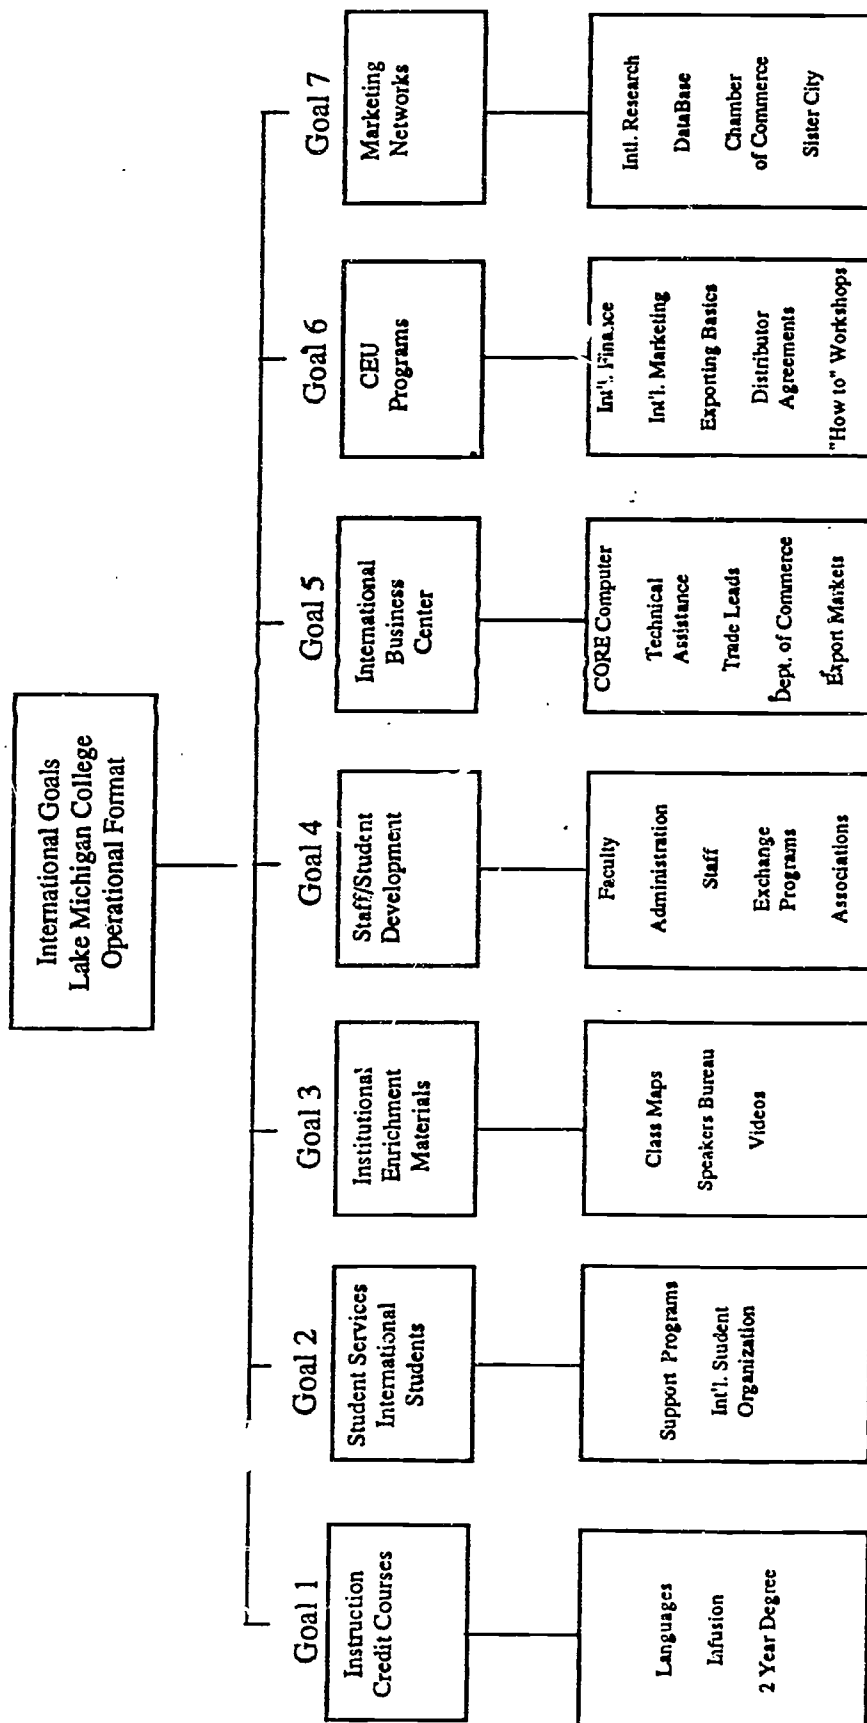 International Goals
Lake Michigan College
Operational Format
Goal 1
Instruction
Credit Courses
Languages
Infusion
2 Year Degree
Goal 2
Student Services
International
Students
Support Programs
Int'l. Student
Organization
Goal 3
Institutional
Enrichment
Materials
Class Maps
Speakers Bureau
Videos
Goal 4
Staff/Student
Development
Faculty
Administration
Staff
Exchange
Programs
Associations
Goal 5
International
Business
Center
CORE Computer
Technical
Assistance
Trade Leads
Dept. of Commerce
Export Markets
Goal 6
CEU
Programs
Int'l. Finance
Int'l. Marketing
Exporting Basics
Distributor
Agreements
"How to" Workshops
Goal 7
Marketing
Networks
Intl. Research
DataBase
Chamber
of Commerce
Sister City